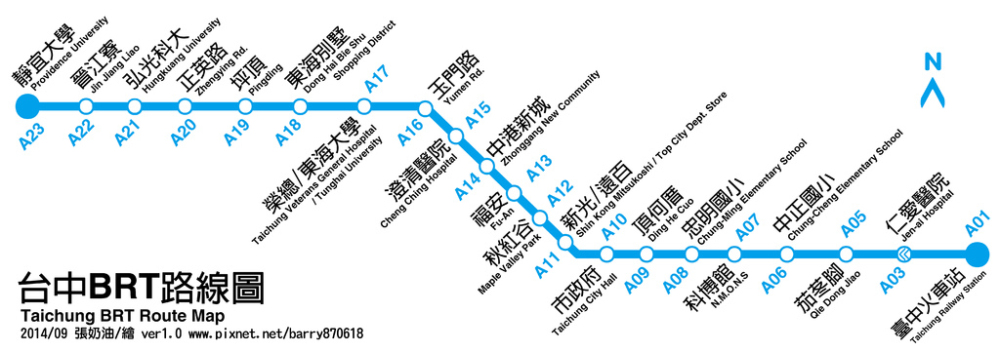 靜宜大學
Providence University
A23
晉江寮
Jin Jiang Liao
A22
弘光科大
Hungkuang University
A21
正英路
Zhengying Rd.
A20
坪頂
Pingding
A19
東海別墅
Dong Hai Bie Shu
Shopping District
A18
A17
榮總/東海大學
Taichung Veterans General Hospital
/ Tunghai University
玉門路
Yumen Rd.
A16
A15
澄清醫院
Cheng Ching Hospital
中港新城
Zhonggang New Community
A14
A13
福安
Fu-An
A12
秋紅谷
Maple Valley Park
新光/遠百
Shin Kong Mitsukoshi / Top City Dept. Store
A11
A10
市政府
Taichung City Hall
頂何厝
Ding He Cuo
A09
忠明國小
Chung-Ming Elementary School
A08
A07
科博館
N.M.O.N.S
中正國小
Chung-Cheng Elementary School
A06
A05
茄苳腳
Qie Dong Jiao
仁愛醫院
Jen-ai Hospital
A03
A01
臺中火車站
Taichung Railway Station
N
台中BRT路線圖
Taichung BRT Route Map
2014/09 張奶油/繪 ver1.0 www.pixnet.net/barry870618